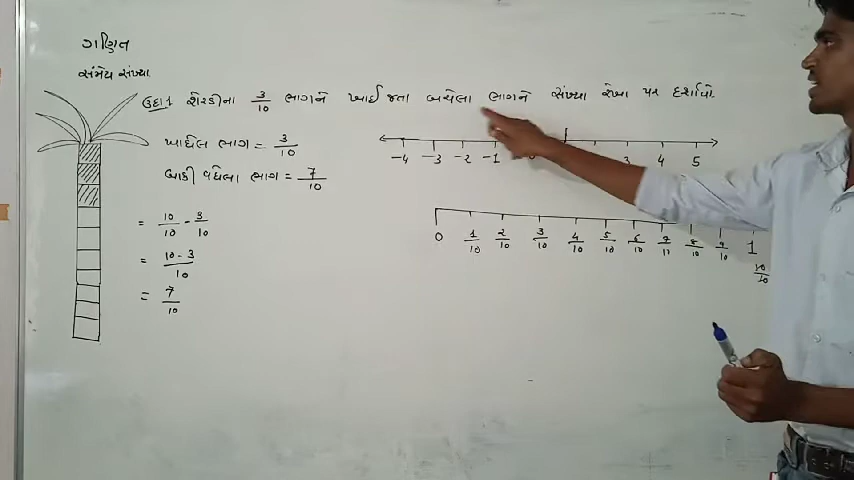 ગણિત
સંમેય સંખ્યા
ઉદા 1 શેરડીના 3/10 ભાગને ખાઈ જતા બચેલા ભાગને સંખ્યા રેખા પર દર્શાવો.
ખાધેલ ભાગ = 3/10
બાકી વધેલા ભાગ = 7/10
= 10/10 - 3/10
= 10-3/10
= 7/10
-4 -3 -2 -1 0 3 4 5
0 1/10 2/10 3/10 4/10 5/10 6/10 7/11 8/10 9/10 1
10/10